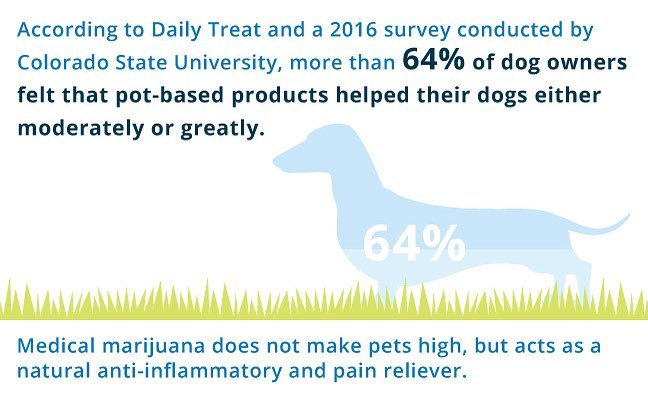 According to Daily Treat and a 2016 survey conducted by
Colorado State University, more than 64% of dog owners
felt that pot-based products helped their dogs either
moderately or greatly.
64%
Medical marijuana does not make pets high, but acts as a
natural anti-inflammatory and pain reliever.